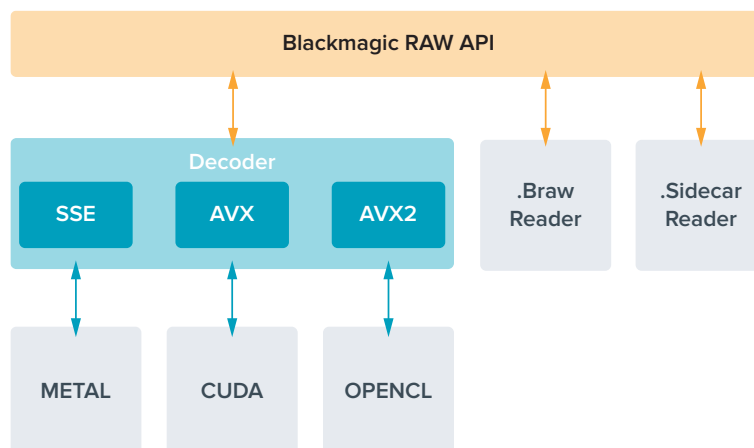 Blackmagic RAW API
Decoder
SSE
AVX
AVX2
.Braw
Reader
.Sidecar
Reader
METAL
CUDA
OPENCL